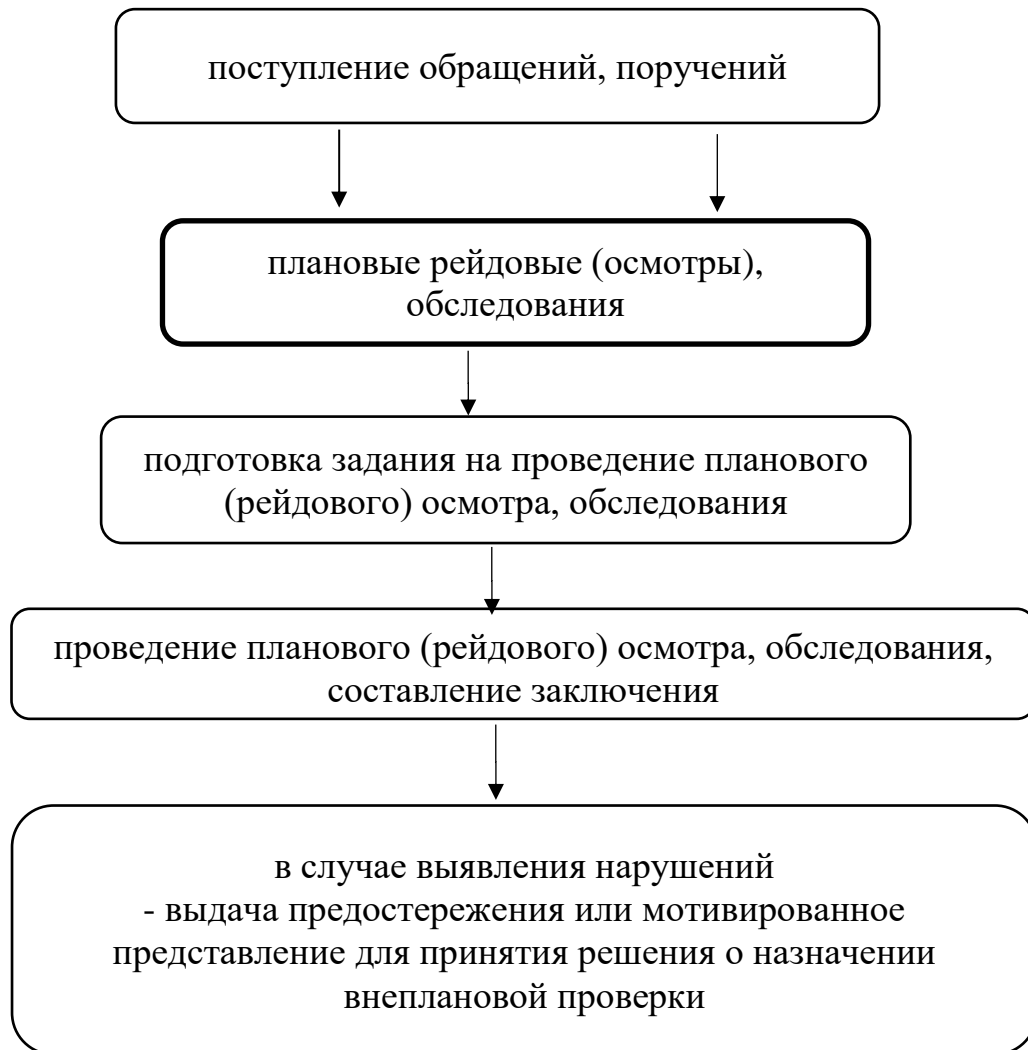 поступление обращений, поручений
плановые рейдовые (осмотры),
обследования
подготовка задания на проведение планового
(рейдового) осмотра, обследования
проведение планового (рейдового) осмотра, обследования,
составление заключения
в случае выявления нарушений
- выдача предостережения или мотивированное
представление для принятия решения о назначении
внеплановой проверки